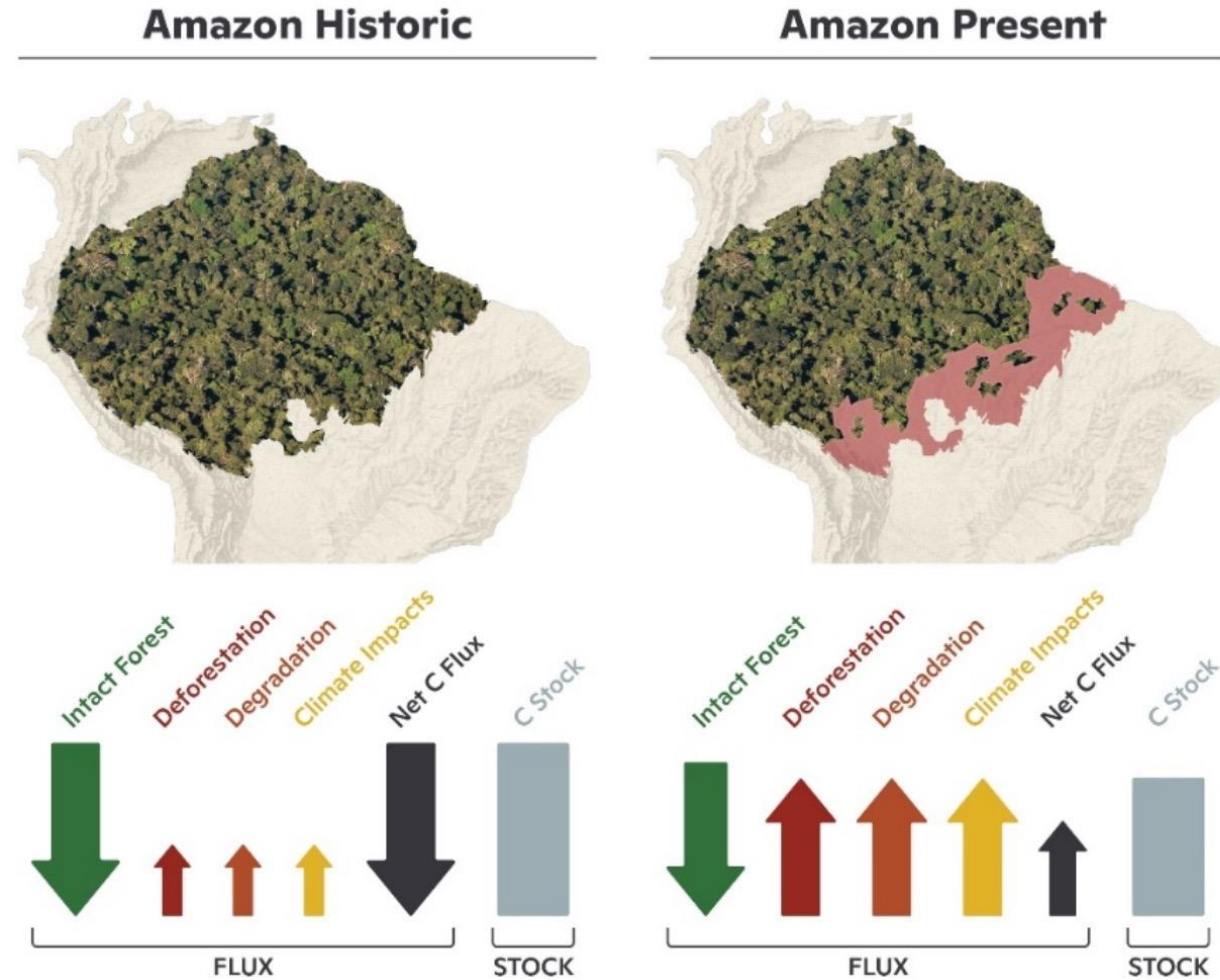 Amazon Historic
Amazon Present
Intact Forest
Deforestation
Degradation
Climate Impacts
Net C Flux
C Stock
FLUX
STOCK
Intact Forest
Deforestation
Degradation
Climate Impacts
Net C Flux
C Stock
FLUX
STOCK